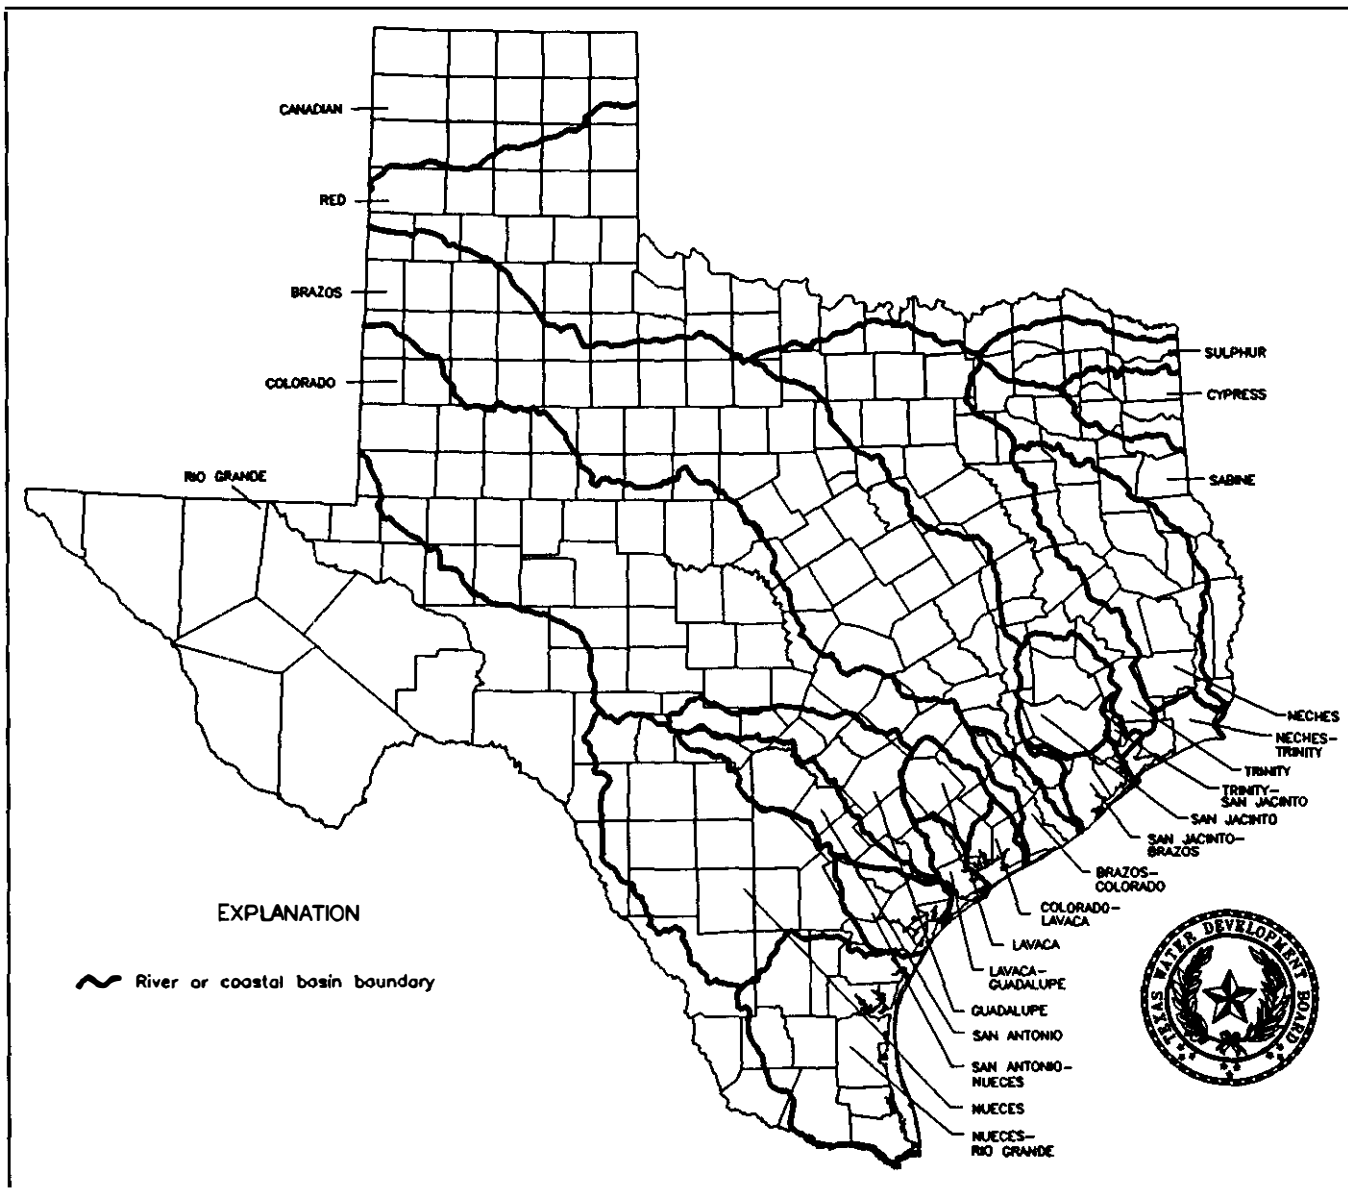 CANADIAN
RED
BRAZOS
COLORADO
RIO GRANDE
SULPHUR
CYPRESS
SABINE
NECHES
NECHES-
TRINITY
TRINITY
TRINITY-
SAN JACINTO
SAN JACINTO
SAN JACINTO-
BRAZOS
BRAZOS-
COLORADO
COLORADO-
LAVACA
LAVACA
LAVACA-
GUADALUPE
GUADALUPE
SAN ANTONIO
SAN ANTONIO-
NUECES
NUECES
NUECES-
RIO GRANDE
EXPLANATION
River or coastal basin boundary
TEXAS WATER DEVELOPMENT BOARD